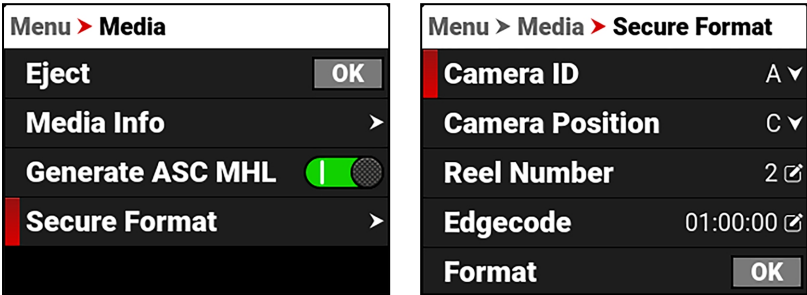 Menu > Media
Eject OK
Media Info >
Generate ASC MHL
Secure Format >
Menu > Media > Secure Format
Camera ID A
Camera Position C
Reel Number 2
Edgecode 01:00:00
Format OK